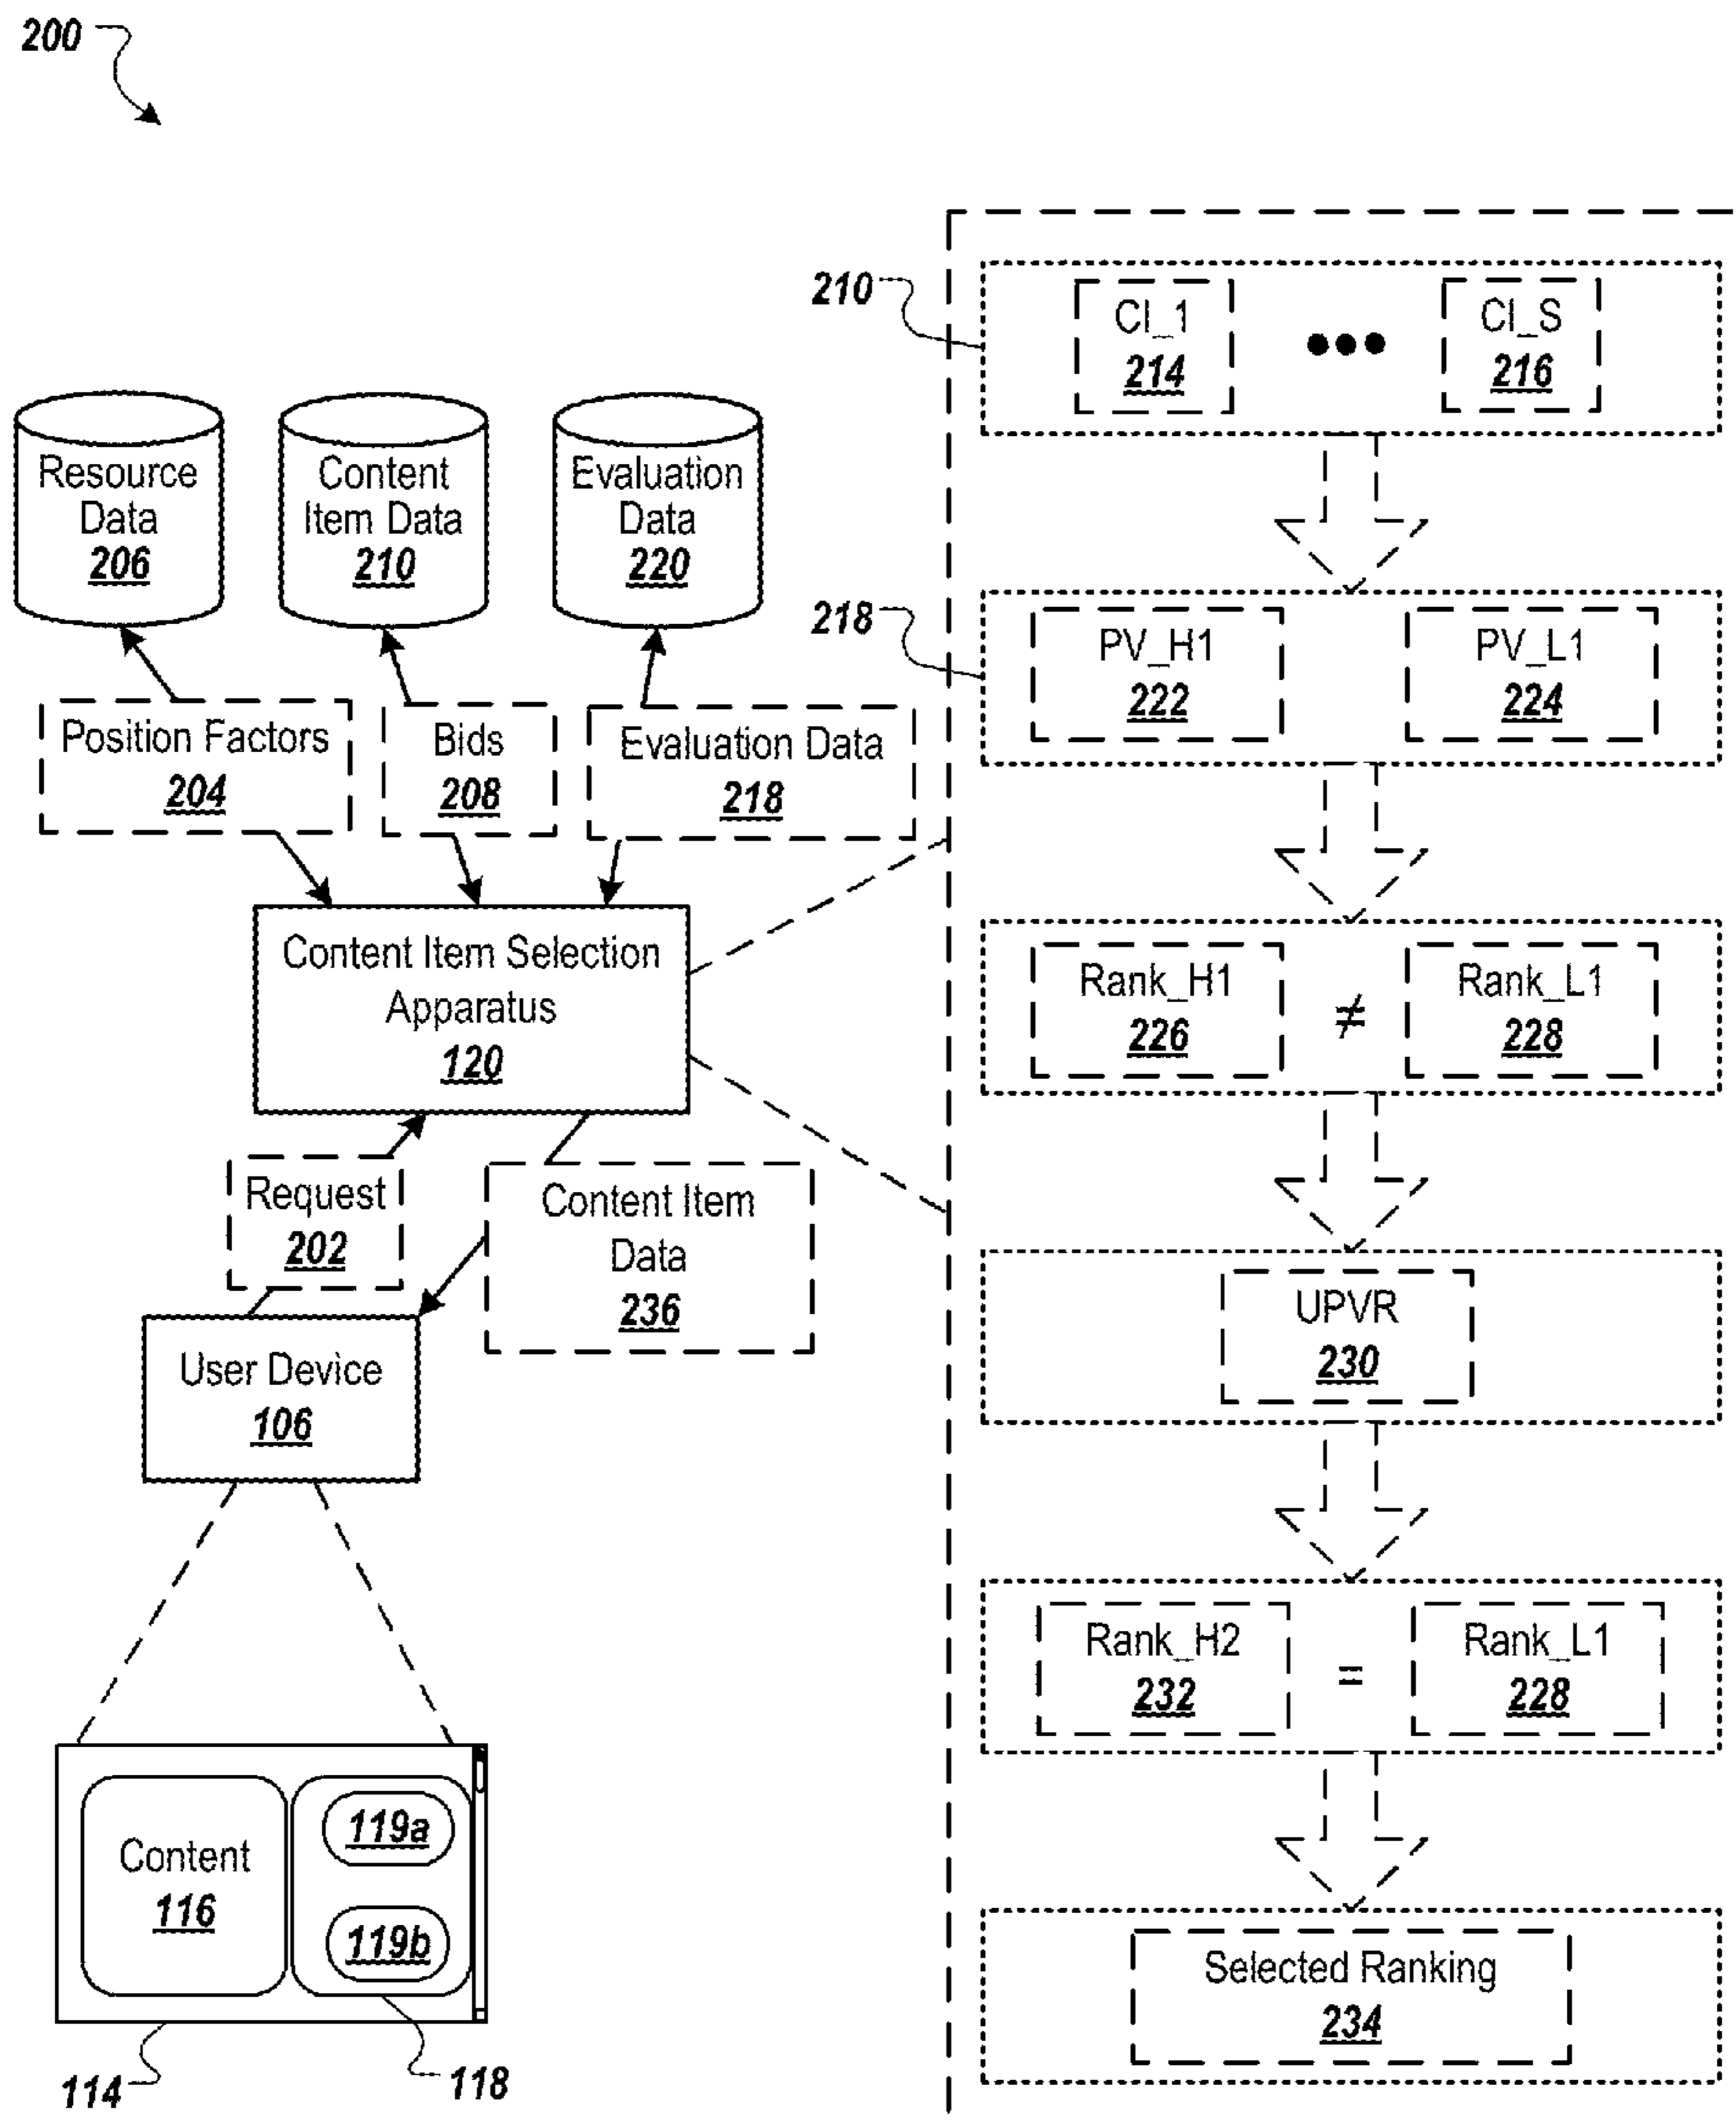 200
Resource
Data
206
Content
Item Data
210
Evaluation
Data
220
Position Factors
204
Bids
208
Evaluation Data
218
Content Item Selection
Apparatus
120
Request
202
Content Item
Data
236
User Device
106
Content
116
119a
119b
114
118
210
CI_1
214
●●●
CI_S
216
218
PV_H1
222
PV_L1
224
Rank_H1
226
≠
Rank_L1
228
UPVR
230
Rank_H2
232
=
Rank_L1
228
Selected Ranking
234